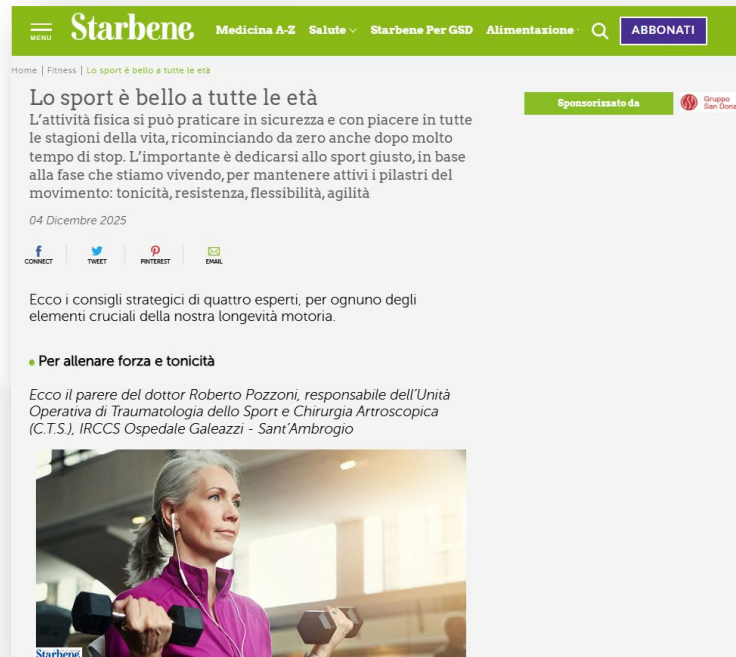 MENU
Starbene
Medicina A-Z Salute Starbene Per GSD Alimentazione
ABBONATI
Home | Fitness | Lo sport è bello a tutte le età
Lo sport è bello a tutte le età
L'attività fisica si può praticare in sicurezza e con piacere in tutte
le stagioni della vita, ricominciando da zero anche dopo molto
tempo di stop. L'importante è dedicarsi allo sport giusto, in base
alla fase che stiamo vivendo, per mantenere attivi i pilastri del
movimento: tonicità, resistenza, flessibilità, agilità
Sponsorizzato da
Gruppo
San Dona
04 Dicembre 2025
CONNECT TWEET PINTEREST EMAIL
Ecco i consigli strategici di quattro esperti, per ognuno degli
elementi cruciali della nostra longevità motoria.
• Per allenare forza e tonicità
Ecco il parere del dottor Roberto Pozzoni, responsabile dell'Unità
Operativa di Traumatologia dello Sport e Chirurgia Artroscopica
(C.T.S.), IRCCS Ospedale Galeazzi - Sant'Ambrogio
Starbene